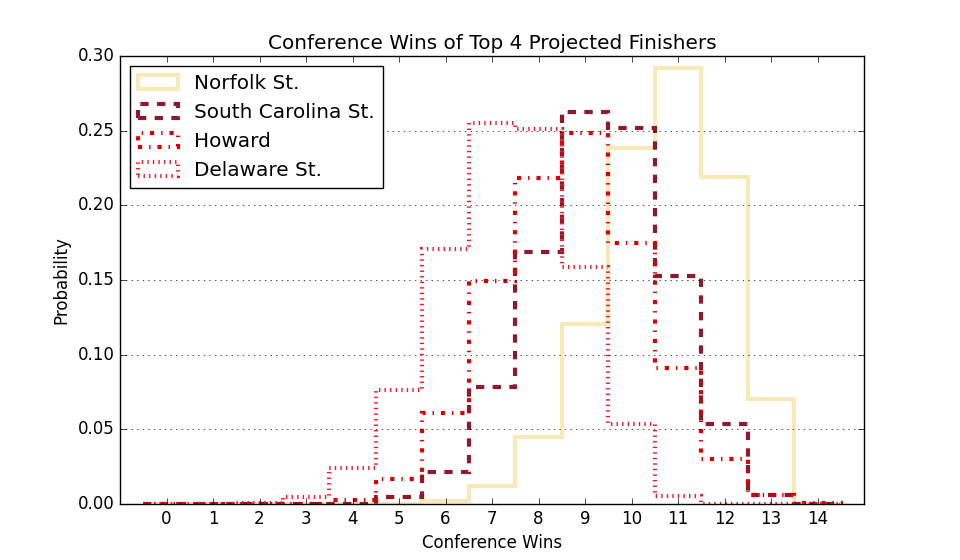 Conference Wins of Top 4 Projected Finishers
Norfolk St.
South Carolina St.
Howard
Delaware St.
0.30
0.25
0.20
0.15
0.10
0.05
0.00
Probability
0 1 2 3 4 5 6 7 8 9 10 11 12 13 14
Conference Wins